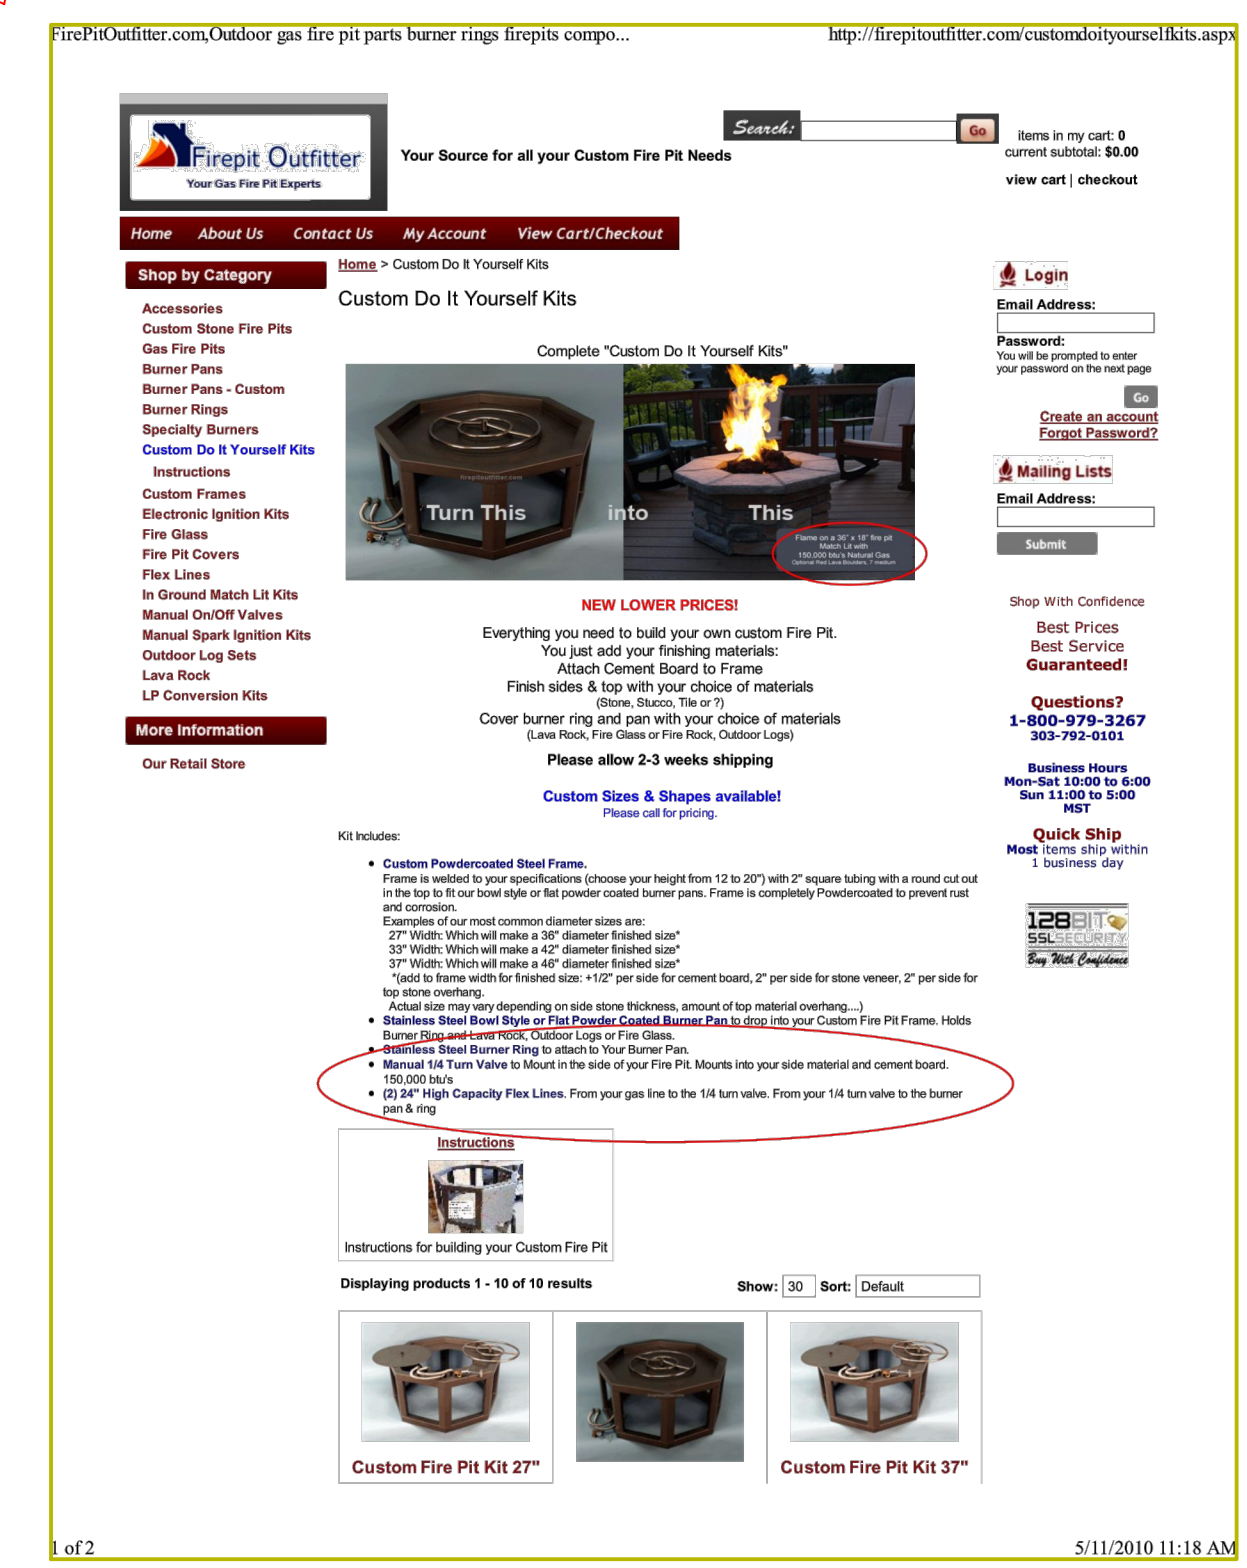 FirePitOutfitter.com,Outdoor gas fire pit parts burner rings firepits compo...
http://firepitoutfitter.com/customdoityourselfkits.aspx
Firepit Outfitter
Your Gas Fire Pit Experts
Your Source for all your Custom Fire Pit Needs
Search:
Go
items in my cart: 0
current subtotal: $0.00
view cart | checkout
Home About Us Contact Us My Account View Cart/Checkout
Shop by Category
Accessories
Custom Stone Fire Pits
Gas Fire Pits
Burner Pans
Burner Pans - Custom
Burner Rings
Specialty Burners
Custom Do It Yourself Kits
Instructions
Custom Frames
Electronic Ignition Kits
Fire Glass
Fire Pit Covers
Flex Lines
In Ground Match Lit Kits
Manual On/Off Valves
Manual Spark Ignition Kits
Outdoor Log Sets
Lava Rock
LP Conversion Kits
More Information
Our Retail Store
Home > Custom Do It Yourself Kits
Custom Do It Yourself Kits
Complete "Custom Do It Yourself Kits"
firepitoutfitter.com
Turn This into This
Flame on a 36" x 18" fire pit
Match Lit with
150,000 btu's Natural Gas
Optional Red Lava Boulders, 7 medium
NEW LOWER PRICES!
Everything you need to build your own custom Fire Pit.
You just add your finishing materials:
Attach Cement Board to Frame
Finish sides & top with your choice of materials
(Stone, Stucco, Tile or ?)
Cover burner ring and pan with your choice of materials
(Lava Rock, Fire Glass or Fire Rock, Outdoor Logs)
Please allow 2-3 weeks shipping
Custom Sizes & Shapes available!
Please call for pricing.
Kit Includes:
• Custom Powdercoated Steel Frame.
Frame is welded to your specifications (choose your height from 12 to 20") with 2" square tubing with a round cut out
in the top to fit our bowl style or flat powder coated burner pans. Frame is completely Powdercoated to prevent rust
and corrosion.
Examples of our most common diameter sizes are:
27" Width: Which will make a 36" diameter finished size*
33" Width: Which will make a 42" diameter finished size*
37" Width: Which will make a 46" diameter finished size*
*(add to frame width for finished size: +1/2" per side for cement board, 2" per side for stone veneer, 2" per side for
top stone overhang.
Actual size may vary depending on side stone thickness, amount of top material overhang....)
• Stainless Steel Bowl Style or Flat Powder Coated Burner Pan to drop into your Custom Fire Pit Frame. Holds
Burner Ring and Lava Rock, Outdoor Logs or Fire Glass.
• Stainless Steel Burner Ring to attach to Your Burner Pan.
• Manual 1/4 Turn Valve to Mount in the side of your Fire Pit. Mounts into your side material and cement board.
150,000 btu's
• (2) 24" High Capacity Flex Lines. From your gas line to the 1/4 turn valve. From your 1/4 turn valve to the burner
pan & ring
Instructions
Instructions for building your Custom Fire Pit
Displaying products 1 - 10 of 10 results
Show: 30 Sort: Default
Custom Fire Pit Kit 27"
Custom Fire Pit Kit 37"
Login
Email Address:
Password:
You will be prompted to enter
your password on the next page
Go
Create an account
Forgot Password?
Mailing Lists
Email Address:
Submit
Shop With Confidence
Best Prices
Best Service
Guaranteed!
Questions?
1-800-979-3267
303-792-0101
Business Hours
Mon-Sat 10:00 to 6:00
Sun 11:00 to 5:00
MST
Quick Ship
Most items ship within
1 business day
128BIT
SSLSECURITY
Buy With Confidence
1 of 2
5/11/2010 11:18 AM